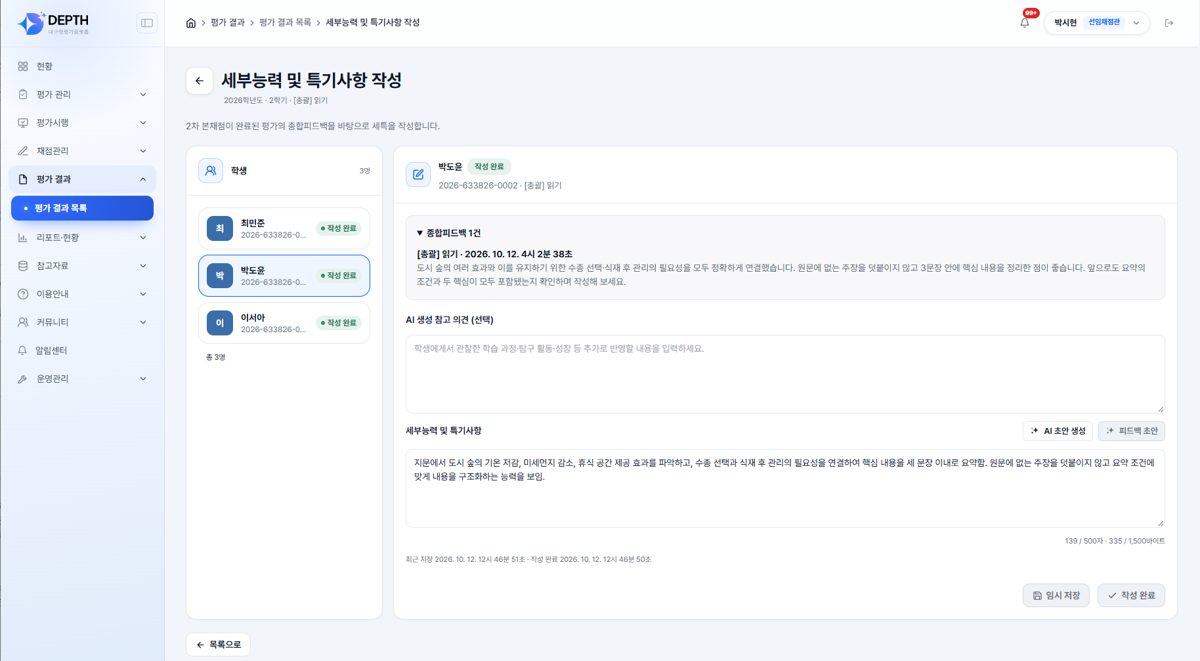 DEPTH
평가 결과 > 평가 결과 목록 > 세부능력 및 특기사항 작성
99+
박시현 선임채점관
현황
평가 관리
평가시행
채점관리
평가 결과
평가 결과 목록
리포트·현황
참고자료
이용안내
커뮤니티
알림센터
운영관리
세부능력 및 특기사항 작성
2026학년도 · 2학기 · [총괄] 읽기
2차 본채점이 완료된 평가의 종합피드백을 바탕으로 세특을 작성합니다.
학생 3명
최 최민준 작성 완료
2026-633826-0...
박 박도윤 작성 완료
2026-633826-0...
이 이서아 작성 완료
2026-633826-0...
총 3명
박도윤 작성 완료
2026-633826-0002 · [총괄] 읽기
▼ 종합피드백 1건
[총괄] 읽기 · 2026. 10. 12. 4시 2분 38초
도시 숲의 여러 효과와 이를 유지하기 위한 수종 선택·식재 후 관리의 필요성을 모두 정확하게 연결했습니다. 원문에 없는 주장을 덧붙이지 않고 3문장 안에 핵심 내용을 정리한 점이 좋습니다. 앞으로도 요약의
조건과 두 핵심이 모두 포함됐는지 확인하며 작성해 보세요.
AI 생성 참고 의견 (선택)
학생에게서 관찰한 학습 과정·탐구 활동·성장 등 추가로 반영할 내용을 입력하세요.
세부능력 및 특기사항
AI 초안 생성
피드백 초안
지문에서 도시 숲의 기온 저감, 미세먼지 감소, 휴식 공간 제공 효과를 파악하고, 수종 선택과 식재 후 관리의 필요성을 연결하여 핵심 내용을 세 문장 이내로 요약함. 원문에 없는 주장을 덧붙이지 않고 요약 조건에
맞게 내용을 구조화하는 능력을 보임.
139 / 500자 · 335 / 1,500바이트
최근 저장 2026. 10. 12. 12시 46분 51초 · 작성 완료 2026. 10. 12. 12시 46분 50초
임시 저장
작성 완료
목록으로